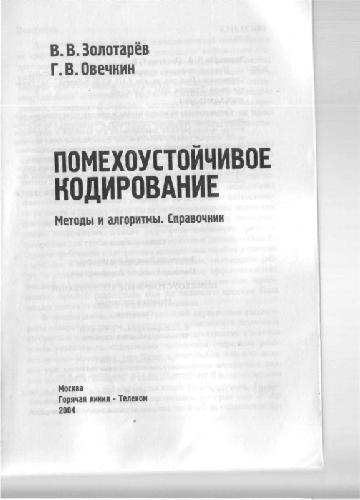 В. В. Золотарёв
Г. В. Овечкин
ПОМЕХОУСТОЙЧИВОЕ
КОДИРОВАНИЕ
Методы и алгоритмы. Справочник
Москва
Горячая линия - Телеком
2004